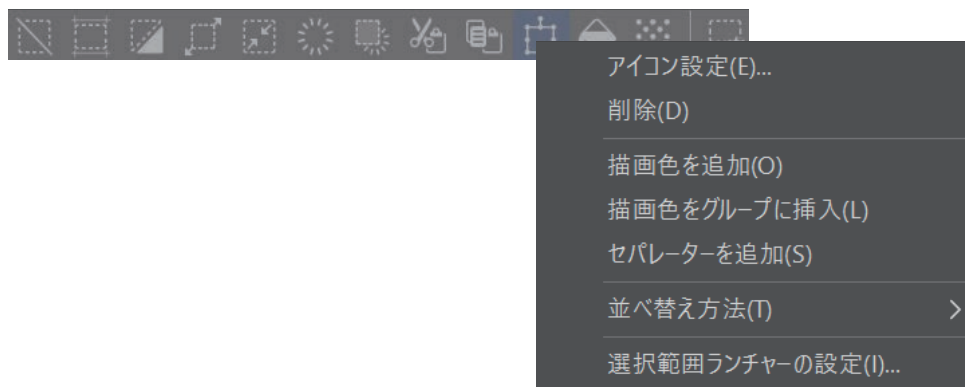 アイコン設定(E)...
削除(D)
描画色を追加(O)
描画色をグループに挿入(L)
セパレーターを追加(S)
並べ替え方法(T)
選択範囲ランチャーの設定(I)...